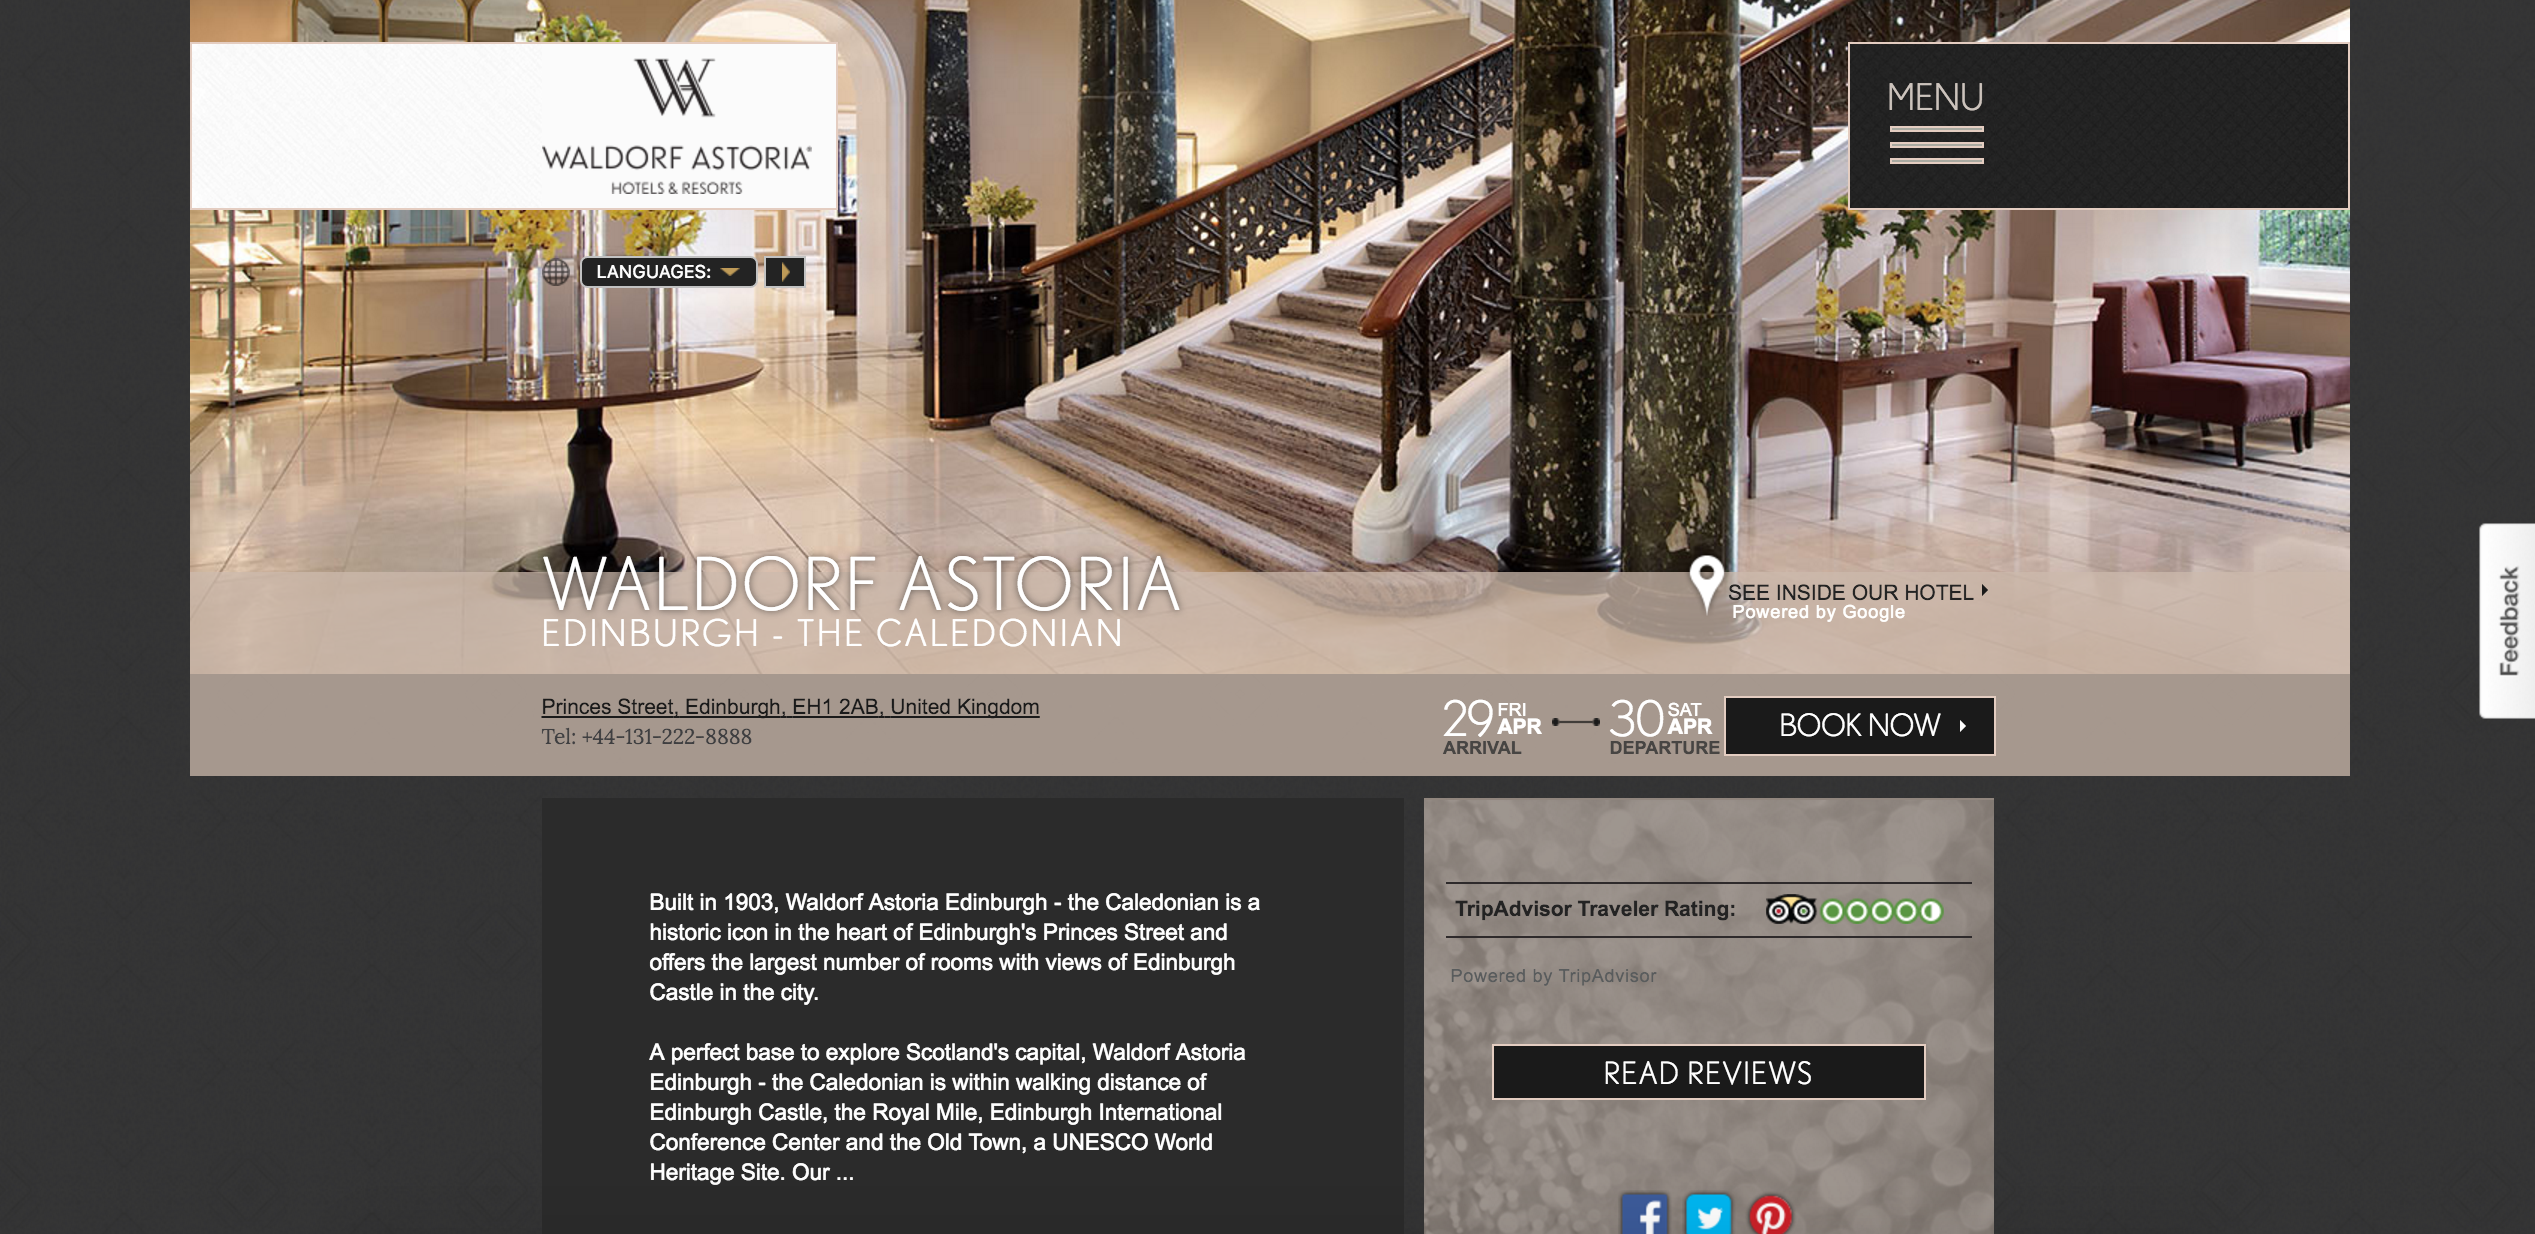 WA
WALDORF ASTORIA®
HOTELS & RESORTS
MENU
LANGUAGES:
WALDORF ASTORIA
EDINBURGH - THE CALEDONIAN
SEE INSIDE OUR HOTEL
Powered by Google
Feedback
Princes Street, Edinburgh, EH1 2AB, United Kingdom
Tel: +44-131-222-8888
29 FRI APR ARRIVAL
30 SAT APR DEPARTURE
BOOK NOW
Built in 1903, Waldorf Astoria Edinburgh - the Caledonian is a
historic icon in the heart of Edinburgh's Princes Street and
offers the largest number of rooms with views of Edinburgh
Castle in the city.
A perfect base to explore Scotland's capital, Waldorf Astoria
Edinburgh - the Caledonian is within walking distance of
Edinburgh Castle, the Royal Mile, Edinburgh International
Conference Center and the Old Town, a UNESCO World
Heritage Site. Our ...
TripAdvisor Traveler Rating:
Powered by TripAdvisor
READ REVIEWS